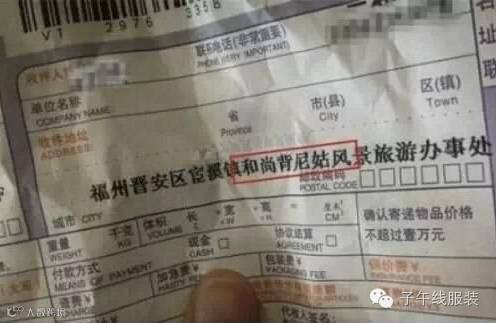 V1 2976 335B
联系电话(非常重要)
PHONE(VERY IMPORTANT)
收件人
单位名称
COMPANY NAME
省
Province
市(县)
City
区(镇)
Town
收件地址
ADDRESS
福州晋安区宦溪镇和尚背尼姑风景旅游办事处
邮政编码
POSTAL CODE
城市 CITY
重量
WEIGHT
千克
KG
体积
VOLUME
长
宽
高
厘米³
CM³
确认寄递物品价格
不超过壹万元
付款方式
MEANS OF PAYMENT
现金
CASH
协议结算
AGREEMENT
资费¥
加急费¥
包装费¥
PACKAGING FEE
保价费¥
子午线服装